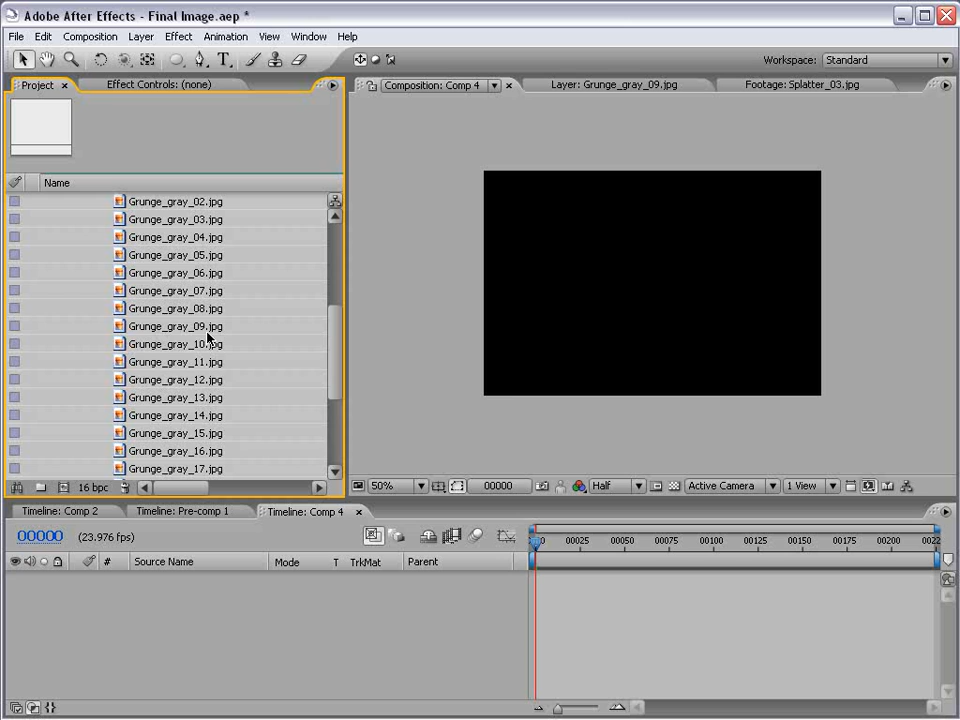 Adobe After Effects - Final Image.aep *
File Edit Composition Layer Effect Animation View Window Help
Workspace: Standard
Project Effect Controls: (none) Composition: Comp 4 Layer: Grunge_gray_09.jpg Footage: Splatter_03.jpg
Name
Grunge_gray_02.jpg
Grunge_gray_03.jpg
Grunge_gray_04.jpg
Grunge_gray_05.jpg
Grunge_gray_06.jpg
Grunge_gray_07.jpg
Grunge_gray_08.jpg
Grunge_gray_09.jpg
Grunge_gray_10.jpg
Grunge_gray_11.jpg
Grunge_gray_12.jpg
Grunge_gray_13.jpg
Grunge_gray_14.jpg
Grunge_gray_15.jpg
Grunge_gray_16.jpg
Grunge_gray_17.jpg
16 bpc 50% 00000 Half Active Camera 1 View
Timeline: Comp 2 Timeline: Pre-comp 1 Timeline: Comp 4
00000 (23.976 fps)
00025 00050 00075 00100 00125 00150 00175 00200
# Source Name Mode T TrkMat Parent